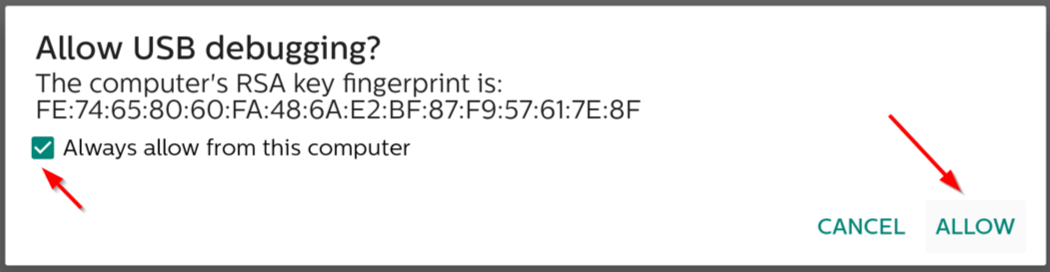 Allow USB debugging?
The computer's RSA key fingerprint is:
FE:74:65:80:60:FA:48:6A:E2:BF:87:F9:57:61:7E:8F
Always allow from this computer
CANCEL ALLOW